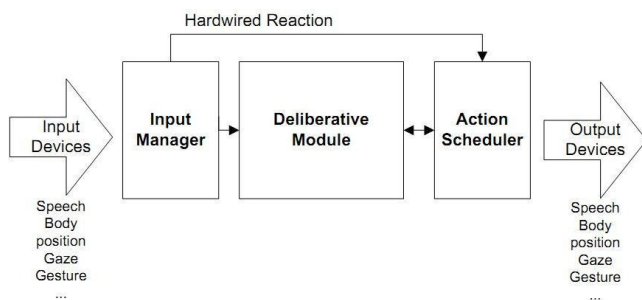 Hardwired Reaction
Input
Devices
Input
Manager
Deliberative
Module
Action
Scheduler
Output
Devices
Speech
Body
position
Gaze
Gesture
...
Speech
Body
position
Gaze
Gesture
...